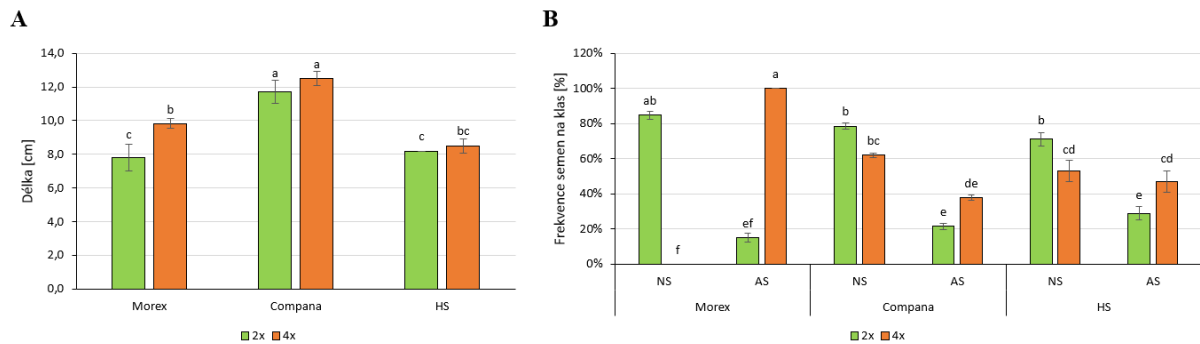 A
Délka [cm]
14,0
12,0
10,0
8,0
6,0
4,0
2,0
0,0
c
b
a
a
c
bc
Morex
Compana
HS
2x
4x
B
Frekvence semen na klas [%]
120%
100%
80%
60%
40%
20%
0%
ab
f
ef
a
b
bc
e
de
b
cd
e
cd
NS
AS
NS
AS
NS
AS
Morex
Compana
HS
2x
4x